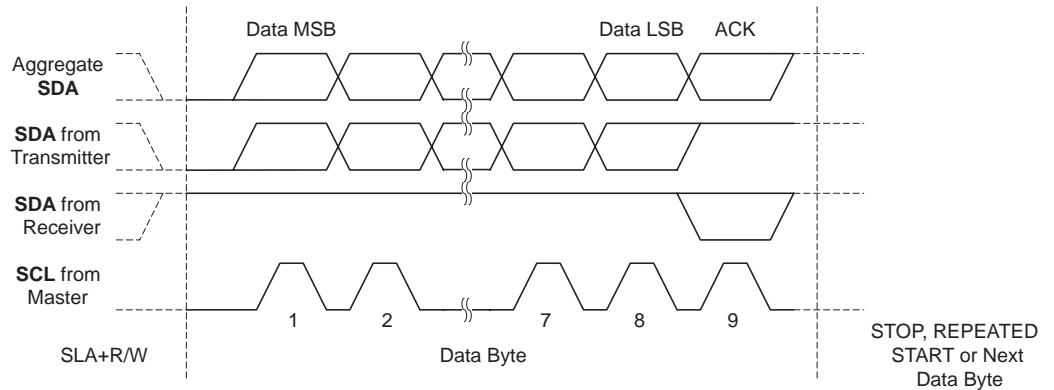 Data MSB
Data LSB
ACK
Aggregate
SDA
SDA from
Transmitter
SDA from
Receiver
SCL from
Master
1
2
7
8
9
SLA+R/W
Data Byte
STOP, REPEATED
START or Next
Data Byte